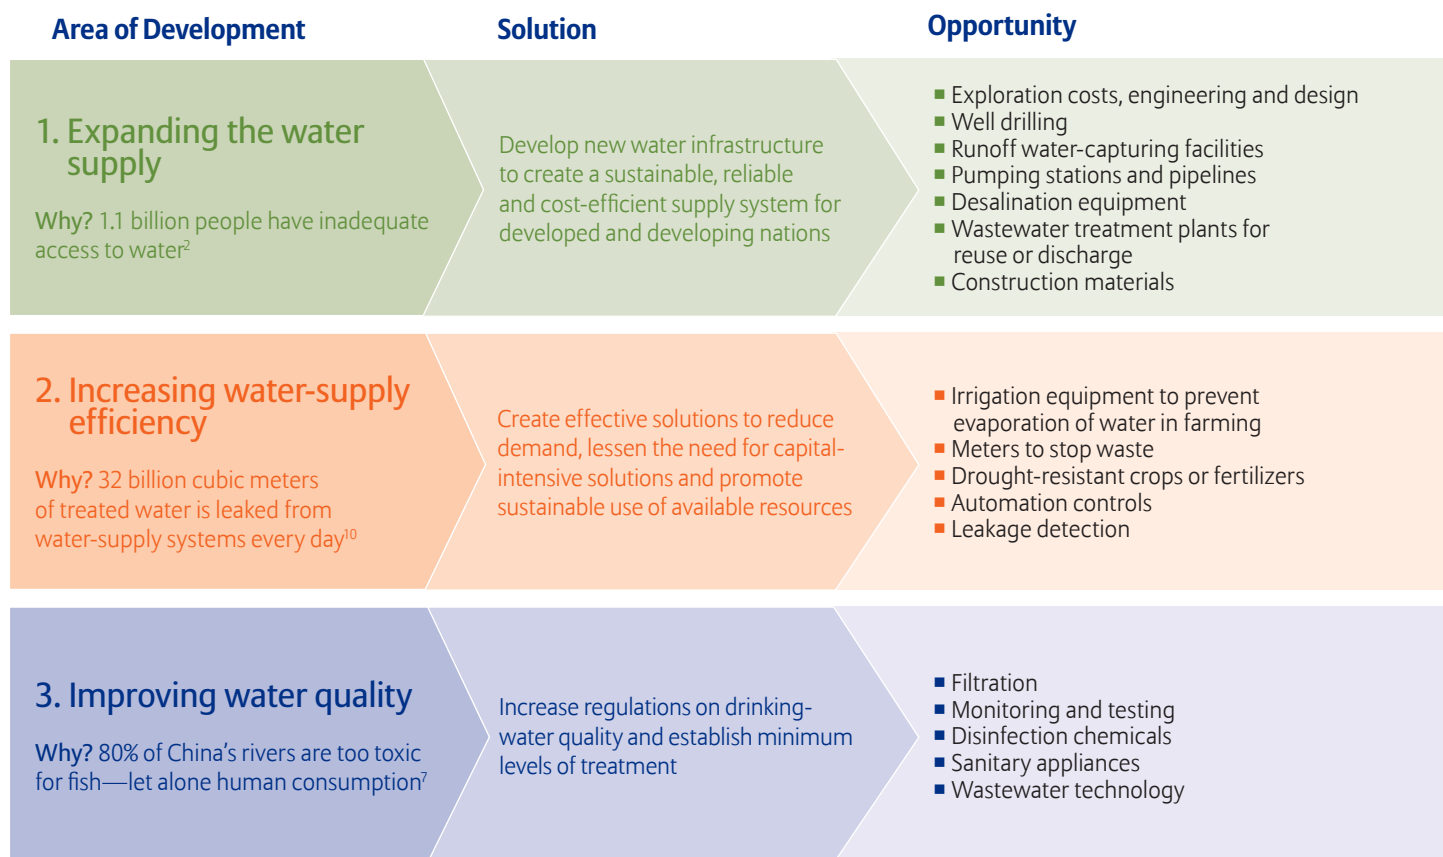 Area of Development
Solution
Opportunity
1. Expanding the water
supply
Why? 1.1 billion people have inadequate
access to water2
Develop new water infrastructure
to create a sustainable, reliable
and cost-efficient supply system for
developed and developing nations
■ Exploration costs, engineering and design
■ Well drilling
■ Runoff water-capturing facilities
■ Pumping stations and pipelines
■ Desalination equipment
■ Wastewater treatment plants for
reuse or discharge
■ Construction materials
2. Increasing water-supply
efficiency
Why? 32 billion cubic meters
of treated water is leaked from
water-supply systems every day10
Create effective solutions to reduce
demand, lessen the need for capital-
intensive solutions and promote
sustainable use of available resources
■ Irrigation equipment to prevent
evaporation of water in farming
■ Meters to stop waste
■ Drought-resistant crops or fertilizers
■ Automation controls
■ Leakage detection
3. Improving water quality
Why? 80% of China’s rivers are too toxic
for fish—let alone human consumption7
Increase regulations on drinking-
water quality and establish minimum
levels of treatment
■ Filtration
■ Monitoring and testing
■ Disinfection chemicals
■ Sanitary appliances
■ Wastewater technology